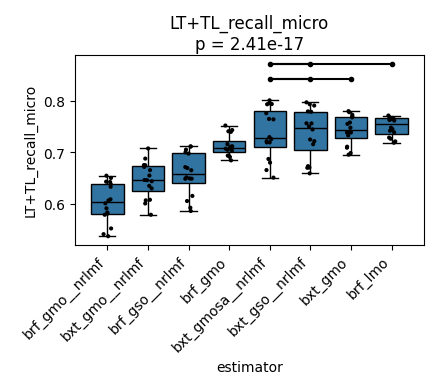 LT+TL_recall_micro
p = 2.41e-17
LT+TL_recall_micro
0.8
0.7
0.6
brf_gmo__nrlmf
bxt_gmo__nrlmf
brf_gso__nrlmf
brf_gmo
bxt_gmosa__nrlmf
bxt_gso__nrlmf
bxt_gmo
brf_lmo
estimator